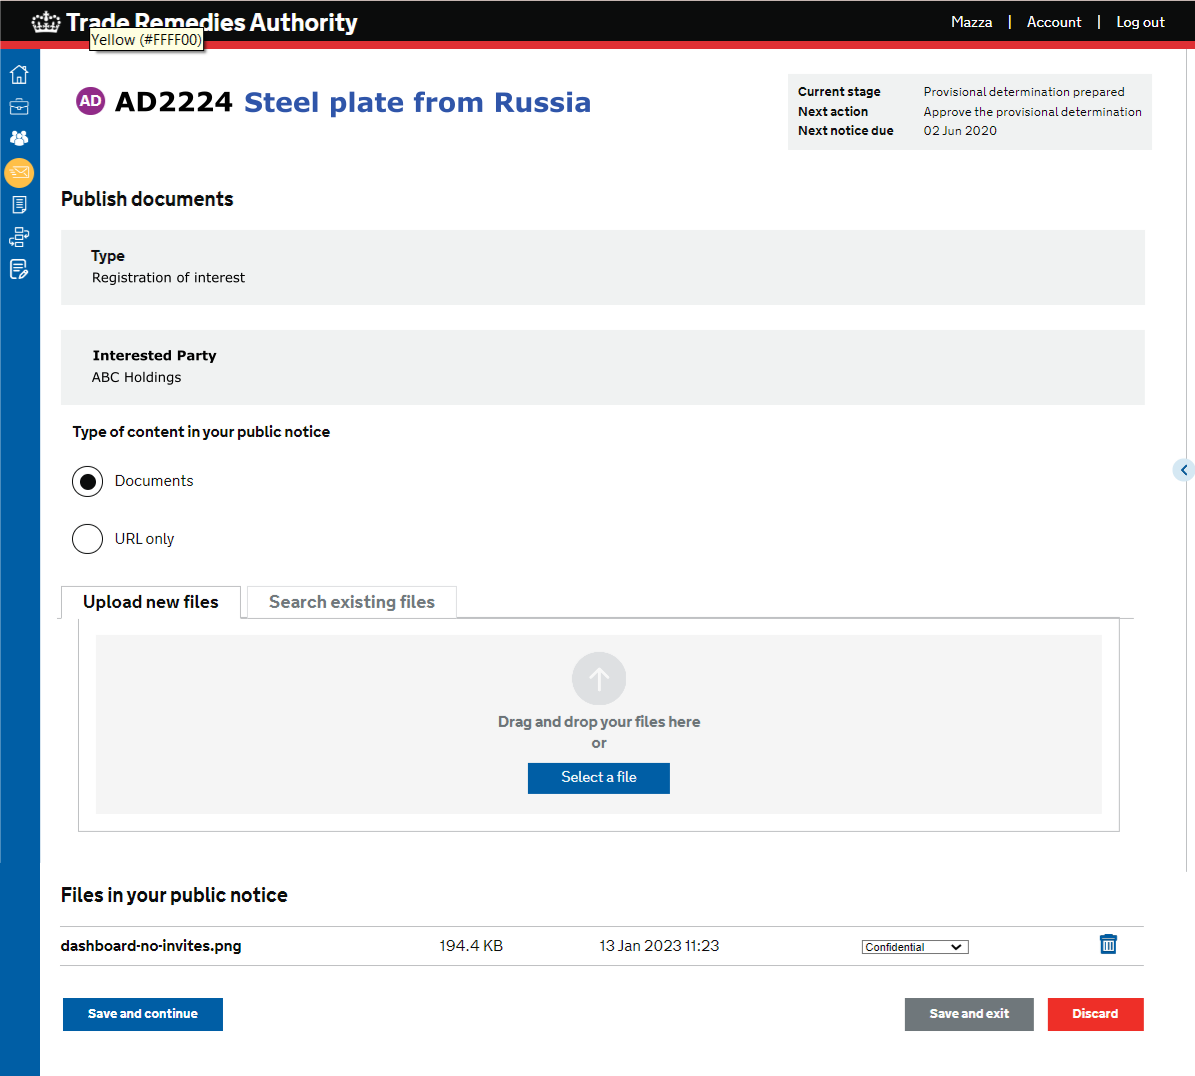 Trade Remedies Authority
Yellow (#FFFF00)
Mazza | Account | Log out
AD AD2224 Steel plate from Russia
Current stage Provisional determination prepared
Next action Approve the provisional determination
Next notice due 02 Jun 2020
Publish documents
Type
Registration of interest
Interested Party
ABC Holdings
Type of content in your public notice
Documents
URL only
Upload new files Search existing files
Drag and drop your files here
or
Select a file
Files in your public notice
dashboard-no-invites.png 194.4 KB 13 Jan 2023 11:23 Confidential
Save and continue Save and exit Discard